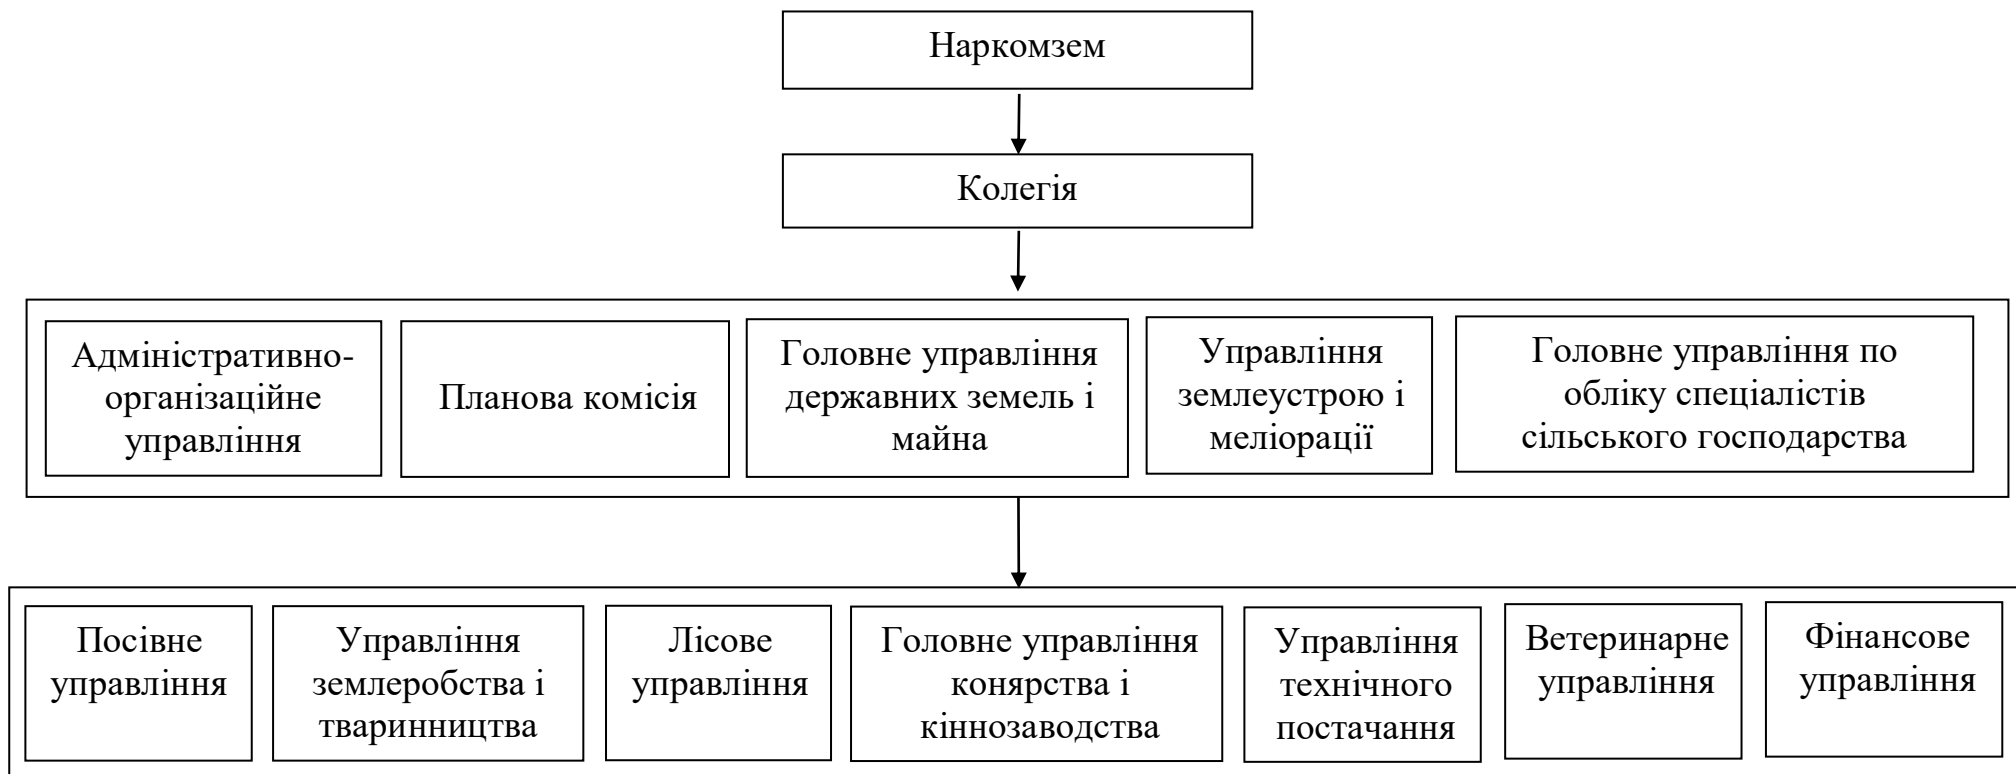 Наркомзем
Колегія
Адміністративно-
організаційне
управління
Планова комісія
Головне управління
державних земель і
майна
Управління
землеустрою і
меліорації
Головне управління по
обліку спеціалістів
сільського господарства
Посівне
управління
Управління
землеробства і
тваринництва
Лісове
управління
Головне управління
конярства і
кіннозаводства
Управління
технічного
постачання
Ветеринарне
управління
Фінансове
управління